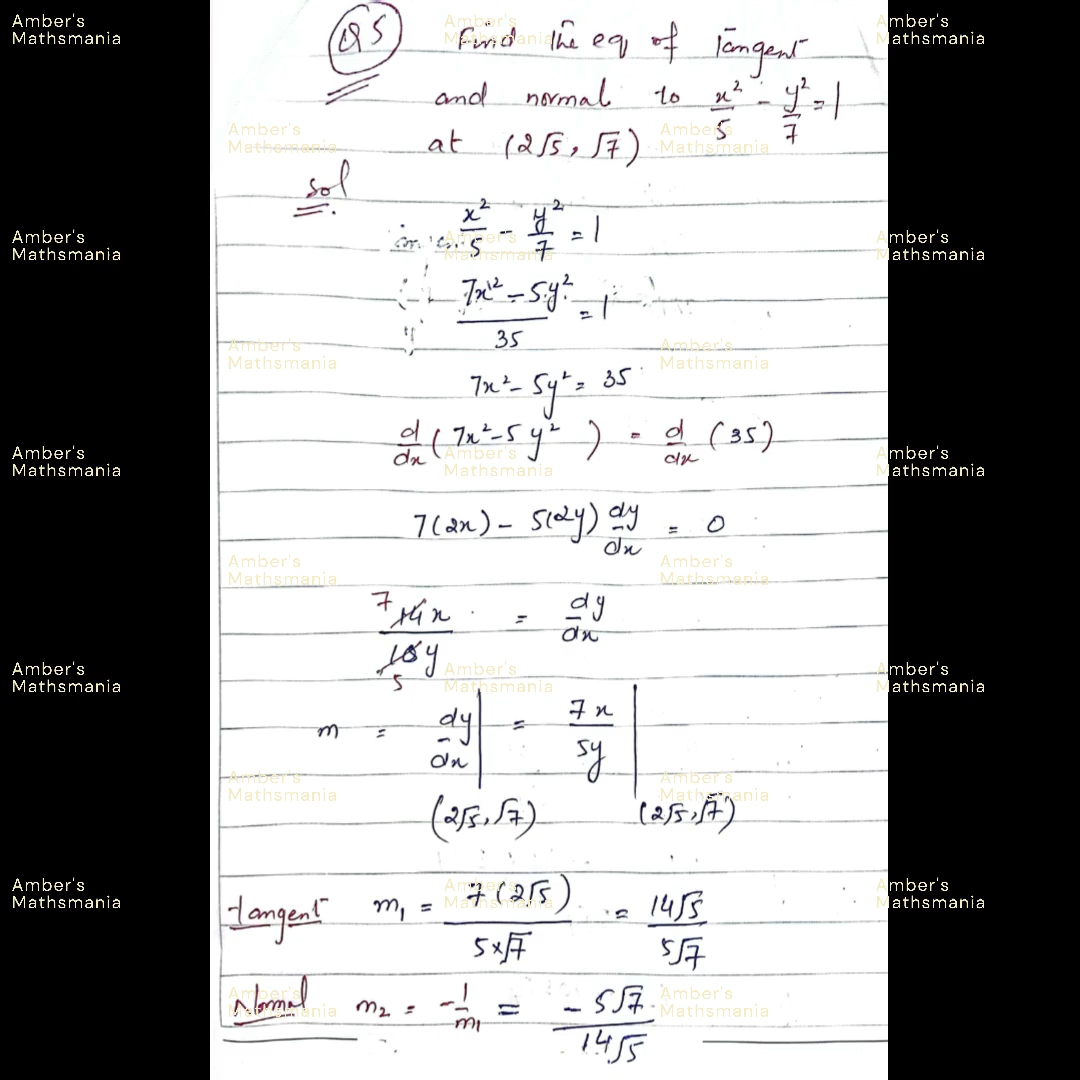 Q5 Find the eq of Tangent
and normal to x²/5 - y²/7 = 1
at (2√5, √7)
Sol
x²/5 - y²/7 = 1
(7x² - 5y²)/35 = 1
7x² - 5y² = 35
d/dx (7x² - 5y²) = d/dx (35)
7(2x) - 5(2y) dy/dx = 0
7 14x / 10y 5 = dy/dx
m = dy/dx | = 7x/5y |
(2√5, √7) (2√5, √7)
tangent m₁ = 7(2√5) / 5×√7 = 14√5 / 5√7
Normal m₂ = -1/m₁ = -5√7 / 14√5
Amber's
Mathsmania